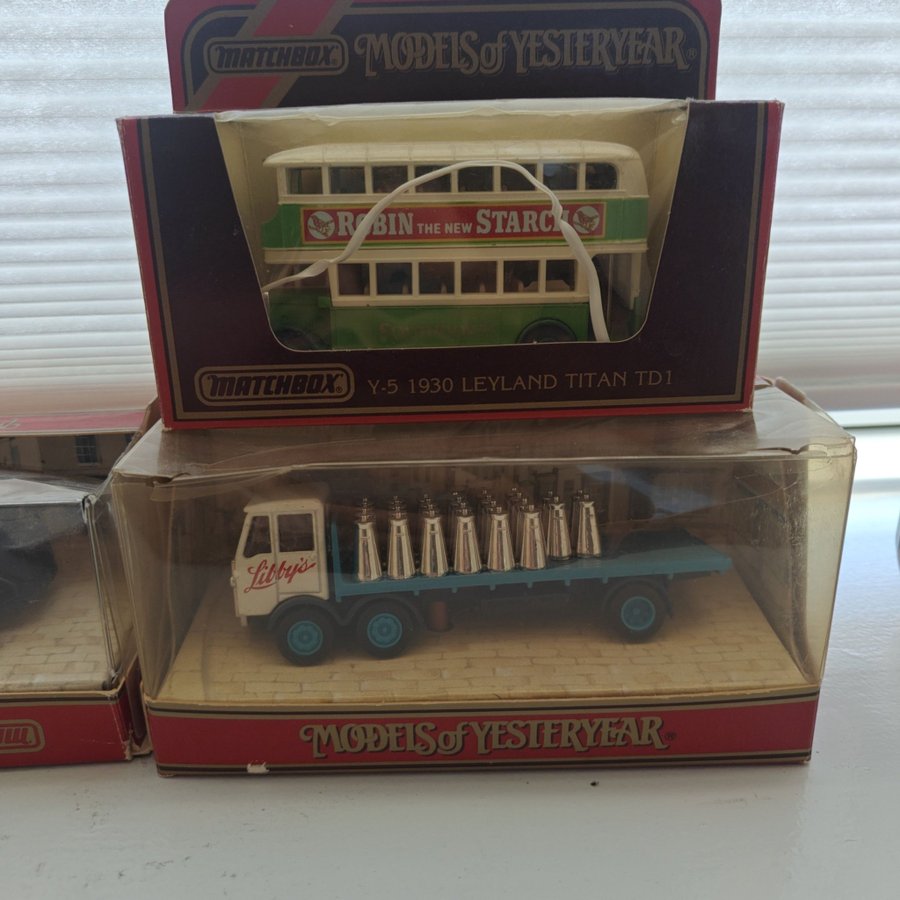 MATCHBOX MODELS of YESTERYEAR®
ROBIN THE NEW STARCH
MATCHBOX Y-5 1930 LEYLAND TITAN TD1
Libby's
MODELS of YESTERYEAR®